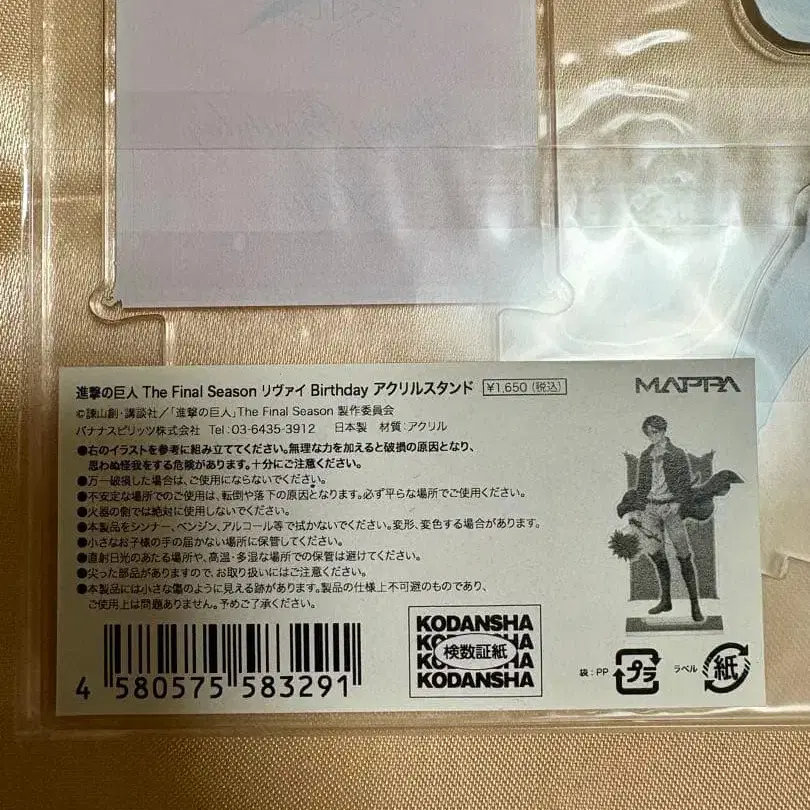 進撃の巨人 The Final Season リヴァイ Birthday アクリルスタンド ¥1,650(税込)
MAPPA
©諫山創・講談社/「進撃の巨人」The Final Season 製作委員会
バナナスピリッツ株式会社 Tel:03-6435-3912 日本製 材質:アクリル
●右のイラストを参考に組み立ててください。無理な力を加えると破損の原因となり、
思わぬ怪我をする危険があります。十分にご注意ください。
●万一破損した場合は、ご使用にならないでください。
●不安定な場所でのご使用は、転倒や落下の原因となります。必ず平らな場所でご使用ください。
●火器の側では絶対に使用しないでください。
●本製品をシンナー、ベンジン、アルコール等で拭かないでください。変形、変色する場合があります。
●小さなお子様の手の届かない場所に保管してください。
●直射日光のあたる場所や、高温・多湿な場所での保管は避けてください。
●尖った部品がありますので、お取り扱いにはご注意ください。
●本製品には小さな傷のように見える跡があります。製品の仕様上不可避のものであり、
ご使用上は問題ありません。予めご了承ください。
4 580575 583291
KODANSHA
検数証紙
KODANSHA
袋:PP プラ ラベル 紙